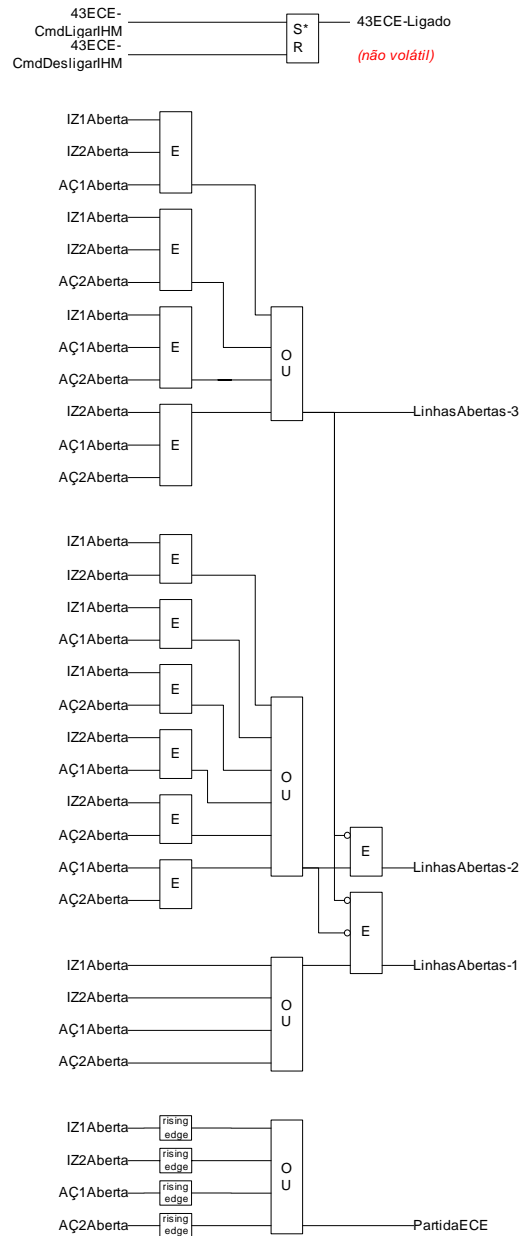 43ECE-
CmdLigarIHM
43ECE-
CmdDesligarIHM
S*
R
43ECE-Ligado
(não volátil)
IZ1Aberta
IZ2Aberta
AÇ1Aberta
E
IZ1Aberta
IZ2Aberta
AÇ2Aberta
E
IZ1Aberta
AÇ1Aberta
AÇ2Aberta
E
IZ2Aberta
AÇ1Aberta
AÇ2Aberta
E
O
U
LinhasAbertas-3
IZ1Aberta
IZ2Aberta
E
IZ1Aberta
AÇ1Aberta
E
IZ1Aberta
AÇ2Aberta
E
IZ2Aberta
AÇ1Aberta
E
IZ2Aberta
AÇ2Aberta
E
AÇ1Aberta
AÇ2Aberta
E
O
U
E
LinhasAbertas-2
E
LinhasAbertas-1
IZ1Aberta
IZ2Aberta
AÇ1Aberta
AÇ2Aberta
O
U
IZ1Aberta
rising
edge
IZ2Aberta
rising
edge
AÇ1Aberta
rising
edge
AÇ2Aberta
rising
edge
O
U
PartidaECE